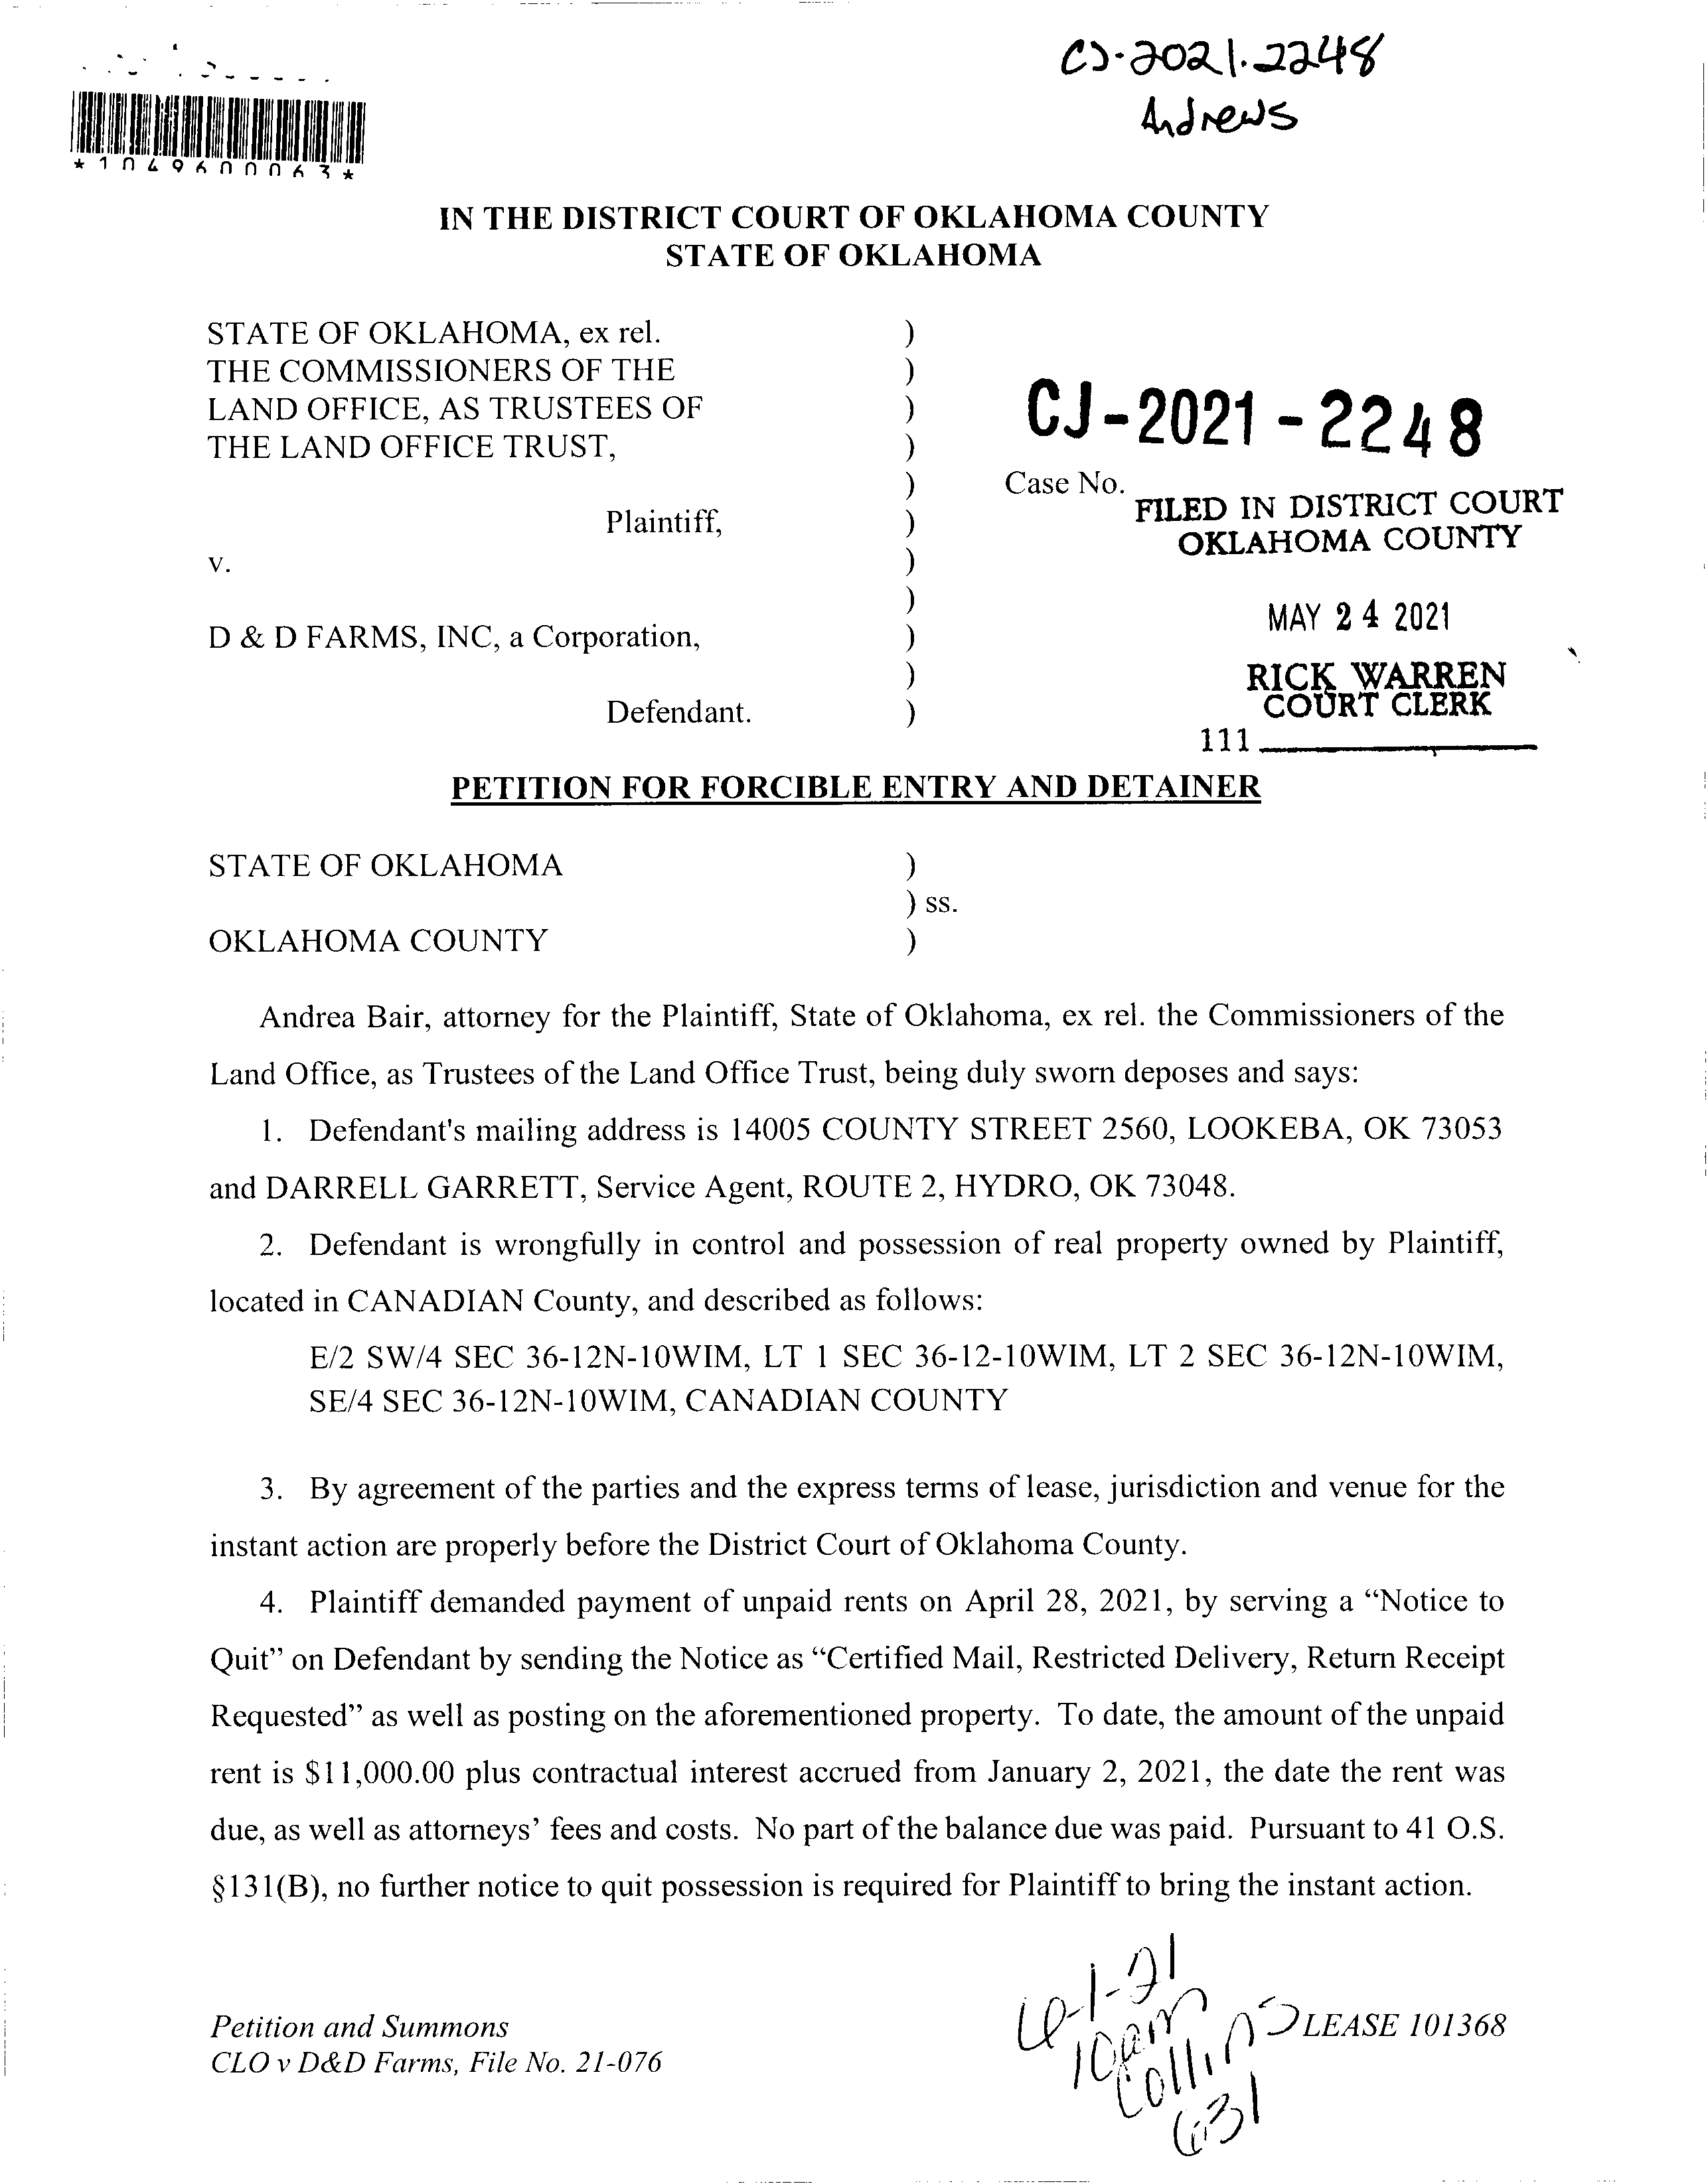 CJ-2021-2248
Andrews
*1049600063*
IN THE DISTRICT COURT OF OKLAHOMA COUNTY
STATE OF OKLAHOMA
STATE OF OKLAHOMA, ex rel. )
THE COMMISSIONERS OF THE )
LAND OFFICE, AS TRUSTEES OF )
THE LAND OFFICE TRUST, )
CJ-2021-2248
) Case No.
FILED IN DISTRICT COURT
Plaintiff, )
OKLAHOMA COUNTY
v. )
)
MAY 24 2021
D & D FARMS, INC, a Corporation, )
)
RICK WARREN
COURT CLERK
Defendant. )
111
PETITION FOR FORCIBLE ENTRY AND DETAINER
STATE OF OKLAHOMA )
) ss.
OKLAHOMA COUNTY )
Andrea Bair, attorney for the Plaintiff, State of Oklahoma, ex rel. the Commissioners of the
Land Office, as Trustees of the Land Office Trust, being duly sworn deposes and says:
1. Defendant's mailing address is 14005 COUNTY STREET 2560, LOOKEBA, OK 73053
and DARRELL GARRETT, Service Agent, ROUTE 2, HYDRO, OK 73048.
2. Defendant is wrongfully in control and possession of real property owned by Plaintiff,
located in CANADIAN County, and described as follows:
E/2 SW/4 SEC 36-12N-10WIM, LT 1 SEC 36-12-10WIM, LT 2 SEC 36-12N-10WIM,
SE/4 SEC 36-12N-10WIM, CANADIAN COUNTY
3. By agreement of the parties and the express terms of lease, jurisdiction and venue for the
instant action are properly before the District Court of Oklahoma County.
4. Plaintiff demanded payment of unpaid rents on April 28, 2021, by serving a “Notice to
Quit” on Defendant by sending the Notice as “Certified Mail, Restricted Delivery, Return Receipt
Requested” as well as posting on the aforementioned property. To date, the amount of the unpaid
rent is $11,000.00 plus contractual interest accrued from January 2, 2021, the date the rent was
due, as well as attorneys’ fees and costs. No part of the balance due was paid. Pursuant to 41 O.S.
§131(B), no further notice to quit possession is required for Plaintiff to bring the instant action.
6-1-21
10am
Collins
631
Petition and Summons
LEASE 101368
CLO v D&D Farms, File No. 21-076